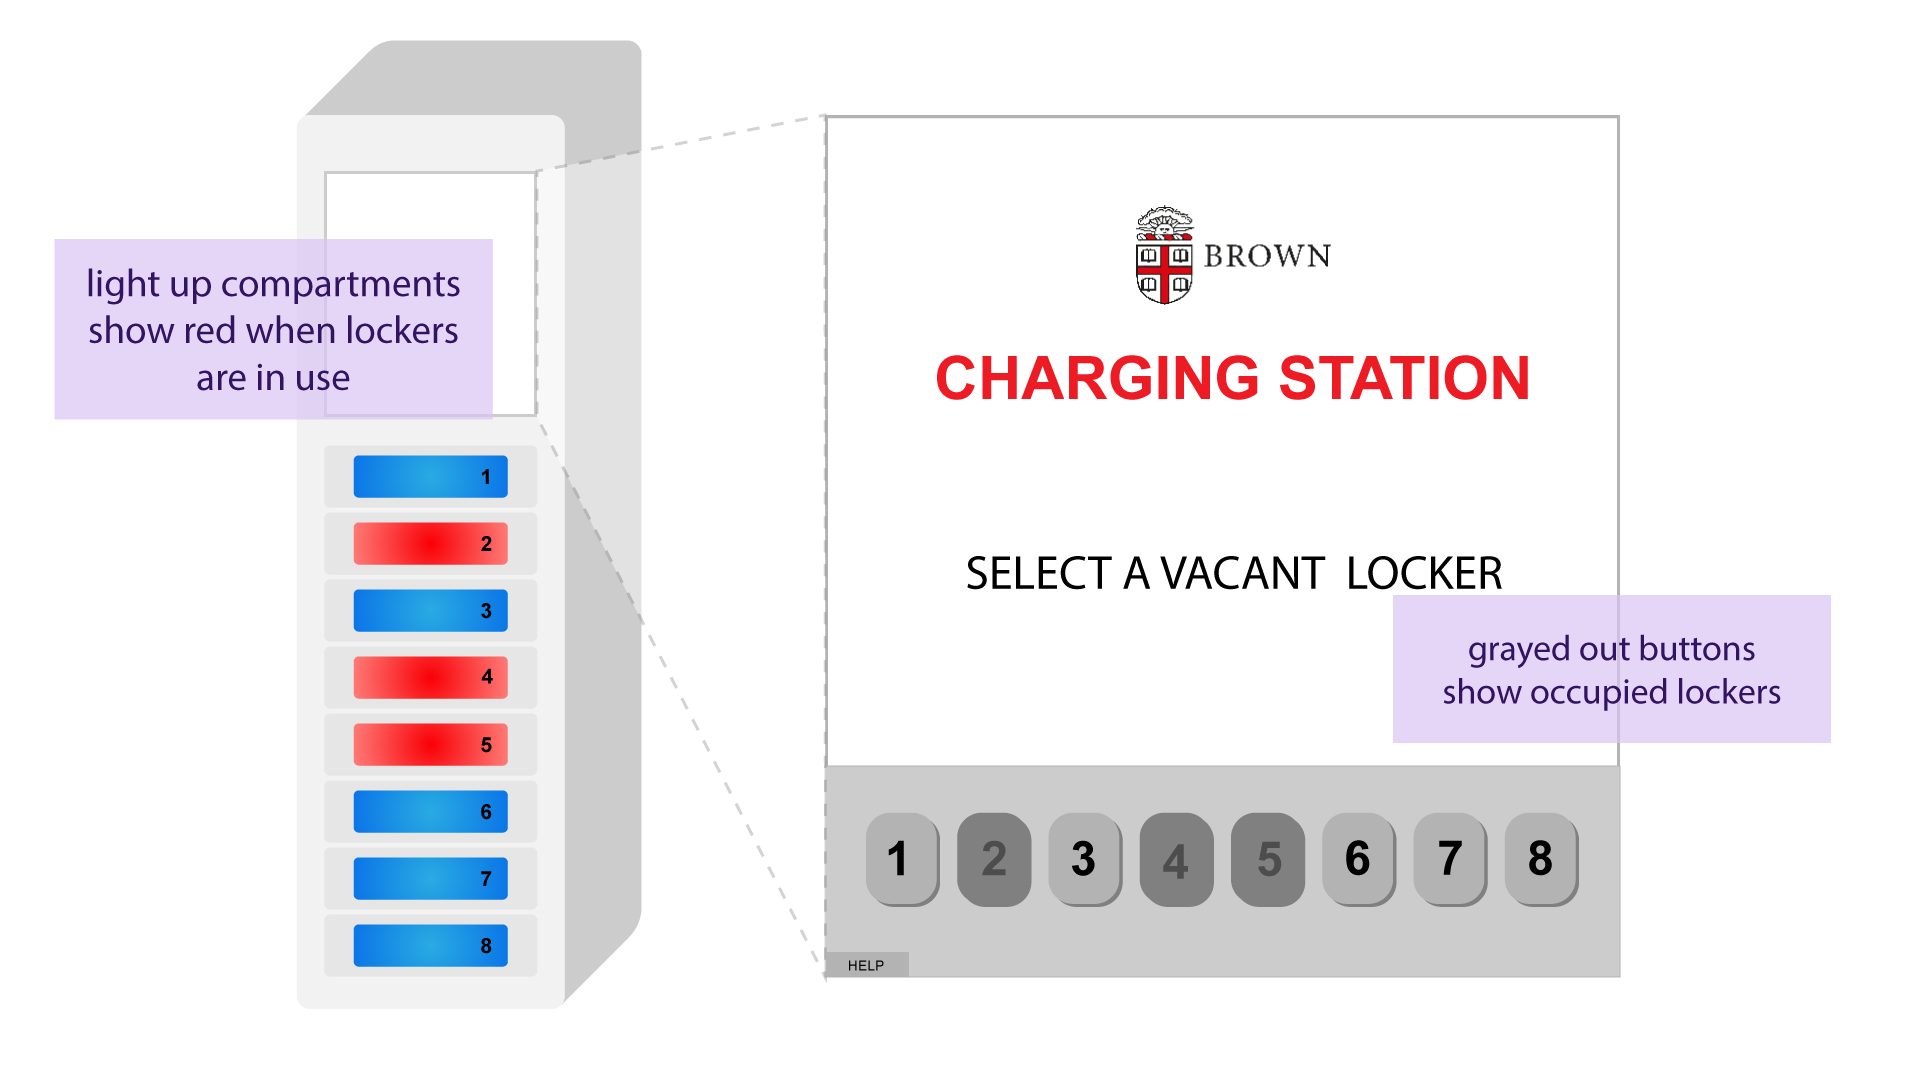 light up compartments
show red when lockers
are in use
1
2
3
4
5
6
7
8
BROWN
CHARGING STATION
SELECT A VACANT LOCKER
grayed out buttons
show occupied lockers
1 2 3 4 5 6 7 8
HELP